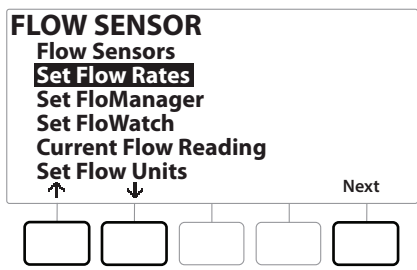 FLOW SENSOR
Flow Sensors
Set Flow Rates
Set FloManager
Set FloWatch
Current Flow Reading
Set Flow Units
Next